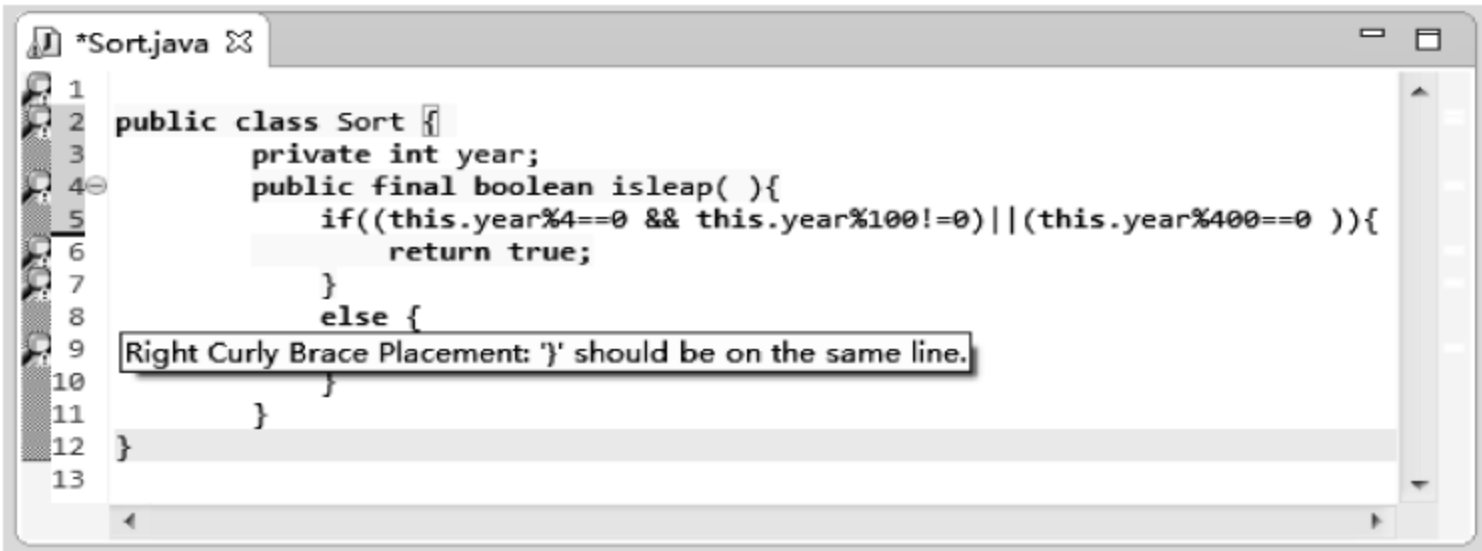 *Sort.java
1
2 public class Sort {
3 private int year;
4 public final boolean isleap( ){
5 if((this.year%4==0 && this.year%100!=0)||(this.year%400==0 )){
6 return true;
7 }
8 else {
9 Right Curly Brace Placement: '}' should be on the same line.
10 }
11 }
12 }
13